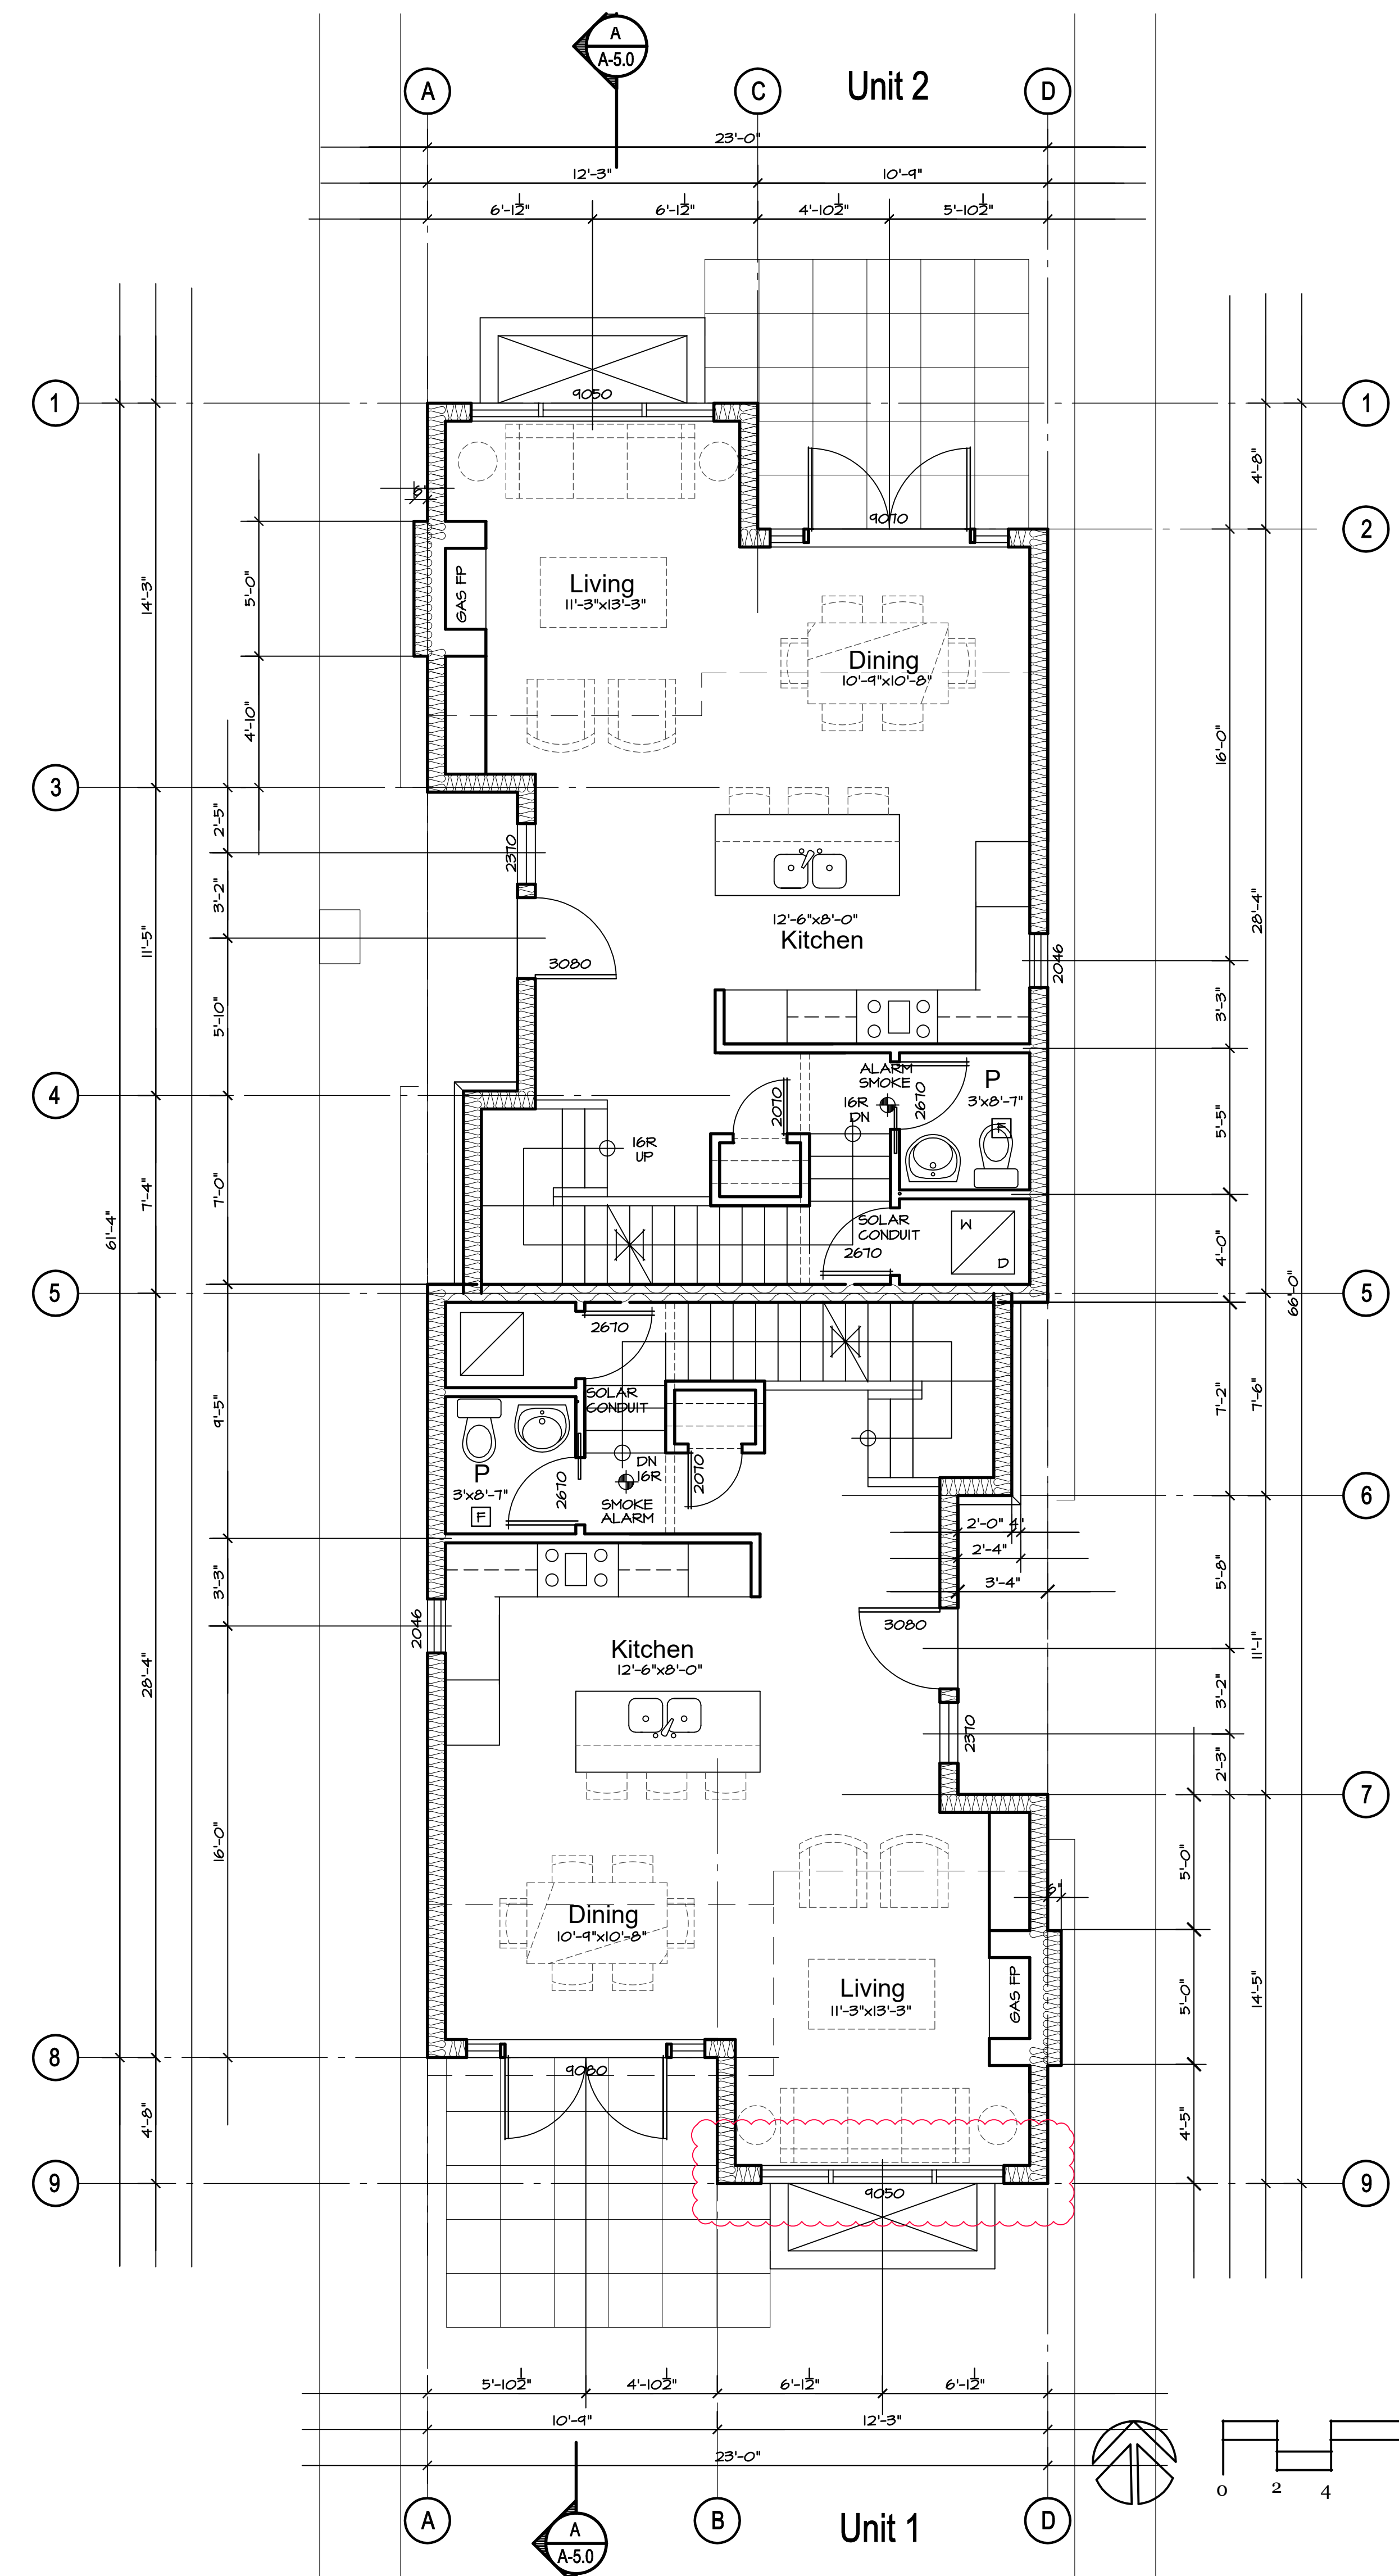 A
A-5.0
A
C
Unit 2
D
23'-0"
12'-3"
10'-9"
6'-1½"
6'-1½"
4'-10½"
5'-10½"
1
9050
1
4'-8"
6"
9070
2
GAS FP
Living
11'-3"x13'-3"
5'-0"
14'-3"
Dining
10'-9"x10'-8"
4'-10"
16'-0"
3
2'-5"
2370
3'-2"
12'-6"x8'-0"
Kitchen
11'-5"
28'-4"
3080
2046
5'-10"
3'-3"
4
ALARM
SMOKE
2070
16R
DN
2670
P
3'x8'-7"
F
5'-5"
16R
UP
7'-4"
7'-0"
61'-4"
SOLAR
CONDUIT
2670
W
D
4'-0"
5
5
66'-0"
2670
SOLAR
CONDUIT
9'-5"
7'-2"
7'-6"
P
3'x8'-7"
F
2670
DN
16R
2070
SMOKE
ALARM
6
2'-0"
4"
2'-4"
3'-4"
3'-3"
5'-8"
2046
3080
Kitchen
12'-6"x8'-0"
11'-1"
28'-4"
3'-2"
2370
2'-3"
7
16'-0"
5'-0"
6"
Dining
10'-9"x10'-8"
Living
11'-3"x13'-3"
GAS FP
5'-0"
14'-5"
8
9080
4'-8"
4'-5"
9
9050
9
5'-10½"
4'-10½"
6'-1½"
6'-1½"
10'-9"
12'-3"
23'-0"
0
2
4
A
B
Unit 1
D
A
A-5.0